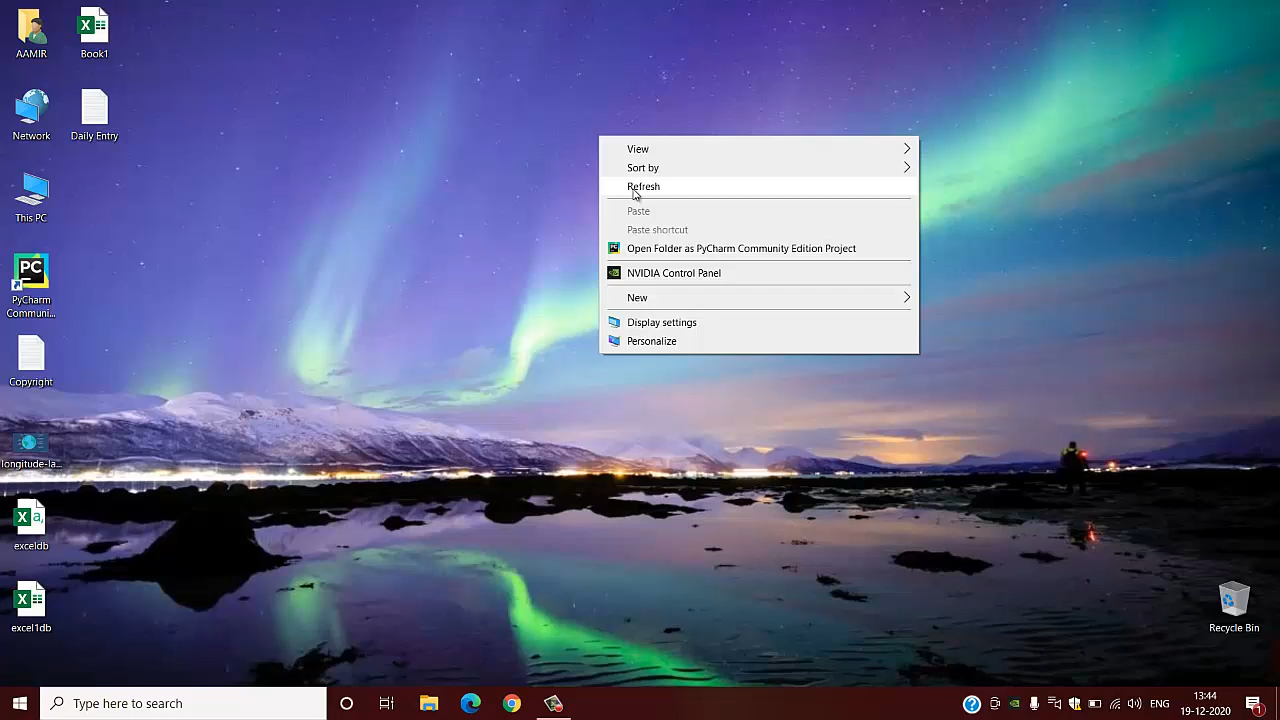 AAMIR
Book1
Network
Daily Entry
This PC
PC
PyCharm
Communi...
Copyright
longitude-la...
exceldb
excel1db
View
Sort by
Refresh
Paste
Paste shortcut
Open Folder as PyCharm Community Edition Project
NVIDIA Control Panel
New
Display settings
Personalize
Recycle Bin
Type here to search
ENG
13:44
19-12-2020
1